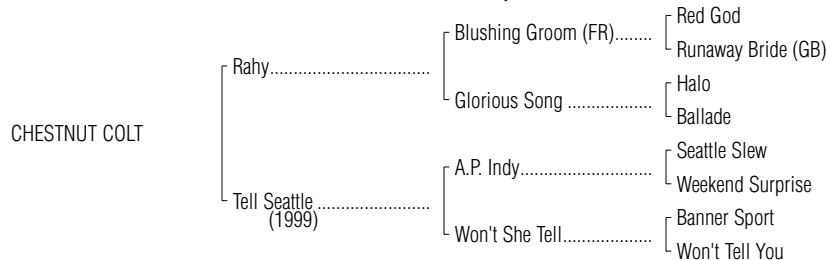 Red God
Blushing Groom (FR)........
Runaway Bride (GB)
Rahy.................................
Halo
Glorious Song .................
Ballade
CHESTNUT COLT
Seattle Slew
A.P. Indy...........................
Weekend Surprise
Tell Seattle .......................
(1999)
Banner Sport
Won't She Tell..................
Won't Tell You